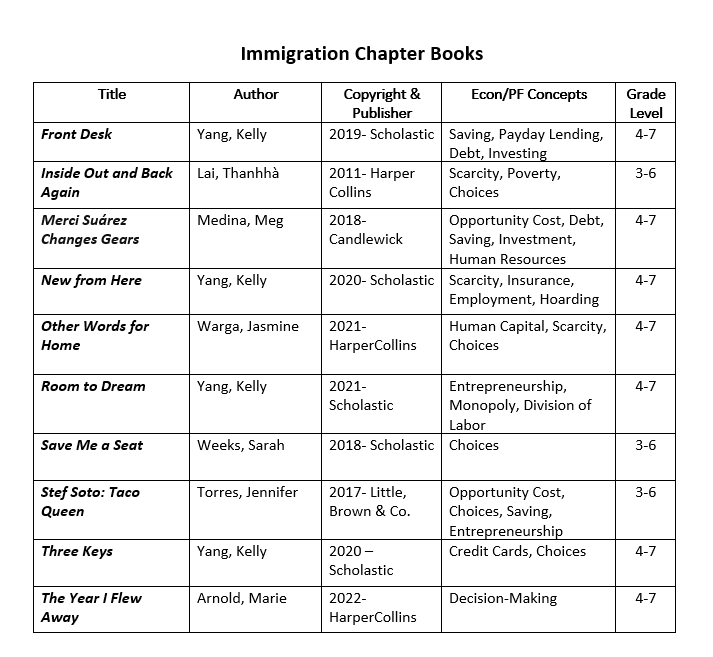 Immigration Chapter Books
Title Author Copyright & Publisher Econ/PF Concepts Grade Level
Front Desk Yang, Kelly 2019- Scholastic Saving, Payday Lending, Debt, Investing 4-7
Inside Out and Back Again Lai, Thanhhà 2011- Harper Collins Scarcity, Poverty, Choices 3-6
Merci Suárez Changes Gears Medina, Meg 2018- Candlewick Opportunity Cost, Debt, Saving, Investment, Human Resources 4-7
New from Here Yang, Kelly 2020- Scholastic Scarcity, Insurance, Employment, Hoarding 4-7
Other Words for Home Warga, Jasmine 2021- HarperCollins Human Capital, Scarcity, Choices 4-7
Room to Dream Yang, Kelly 2021- Scholastic Entrepreneurship, Monopoly, Division of Labor 4-7
Save Me a Seat Weeks, Sarah 2018- Scholastic Choices 3-6
Stef Soto: Taco Queen Torres, Jennifer 2017- Little, Brown & Co. Opportunity Cost, Choices, Saving, Entrepreneurship 3-6
Three Keys Yang, Kelly 2020 – Scholastic Credit Cards, Choices 4-7
The Year I Flew Away Arnold, Marie 2022- HarperCollins Decision-Making 4-7